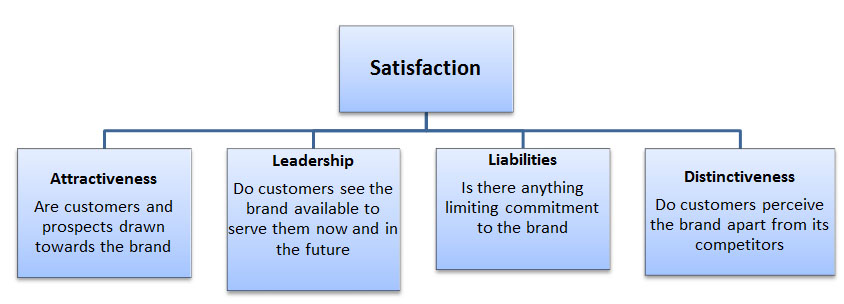 Satisfaction
Attractiveness
Are customers and
prospects drawn
towards the brand
Leadership
Do customers see the
brand available to
serve them now and in
the future
Liabilities
Is there anything
limiting commitment
to the brand
Distinctiveness
Do customers perceive
the brand apart from its
competitors